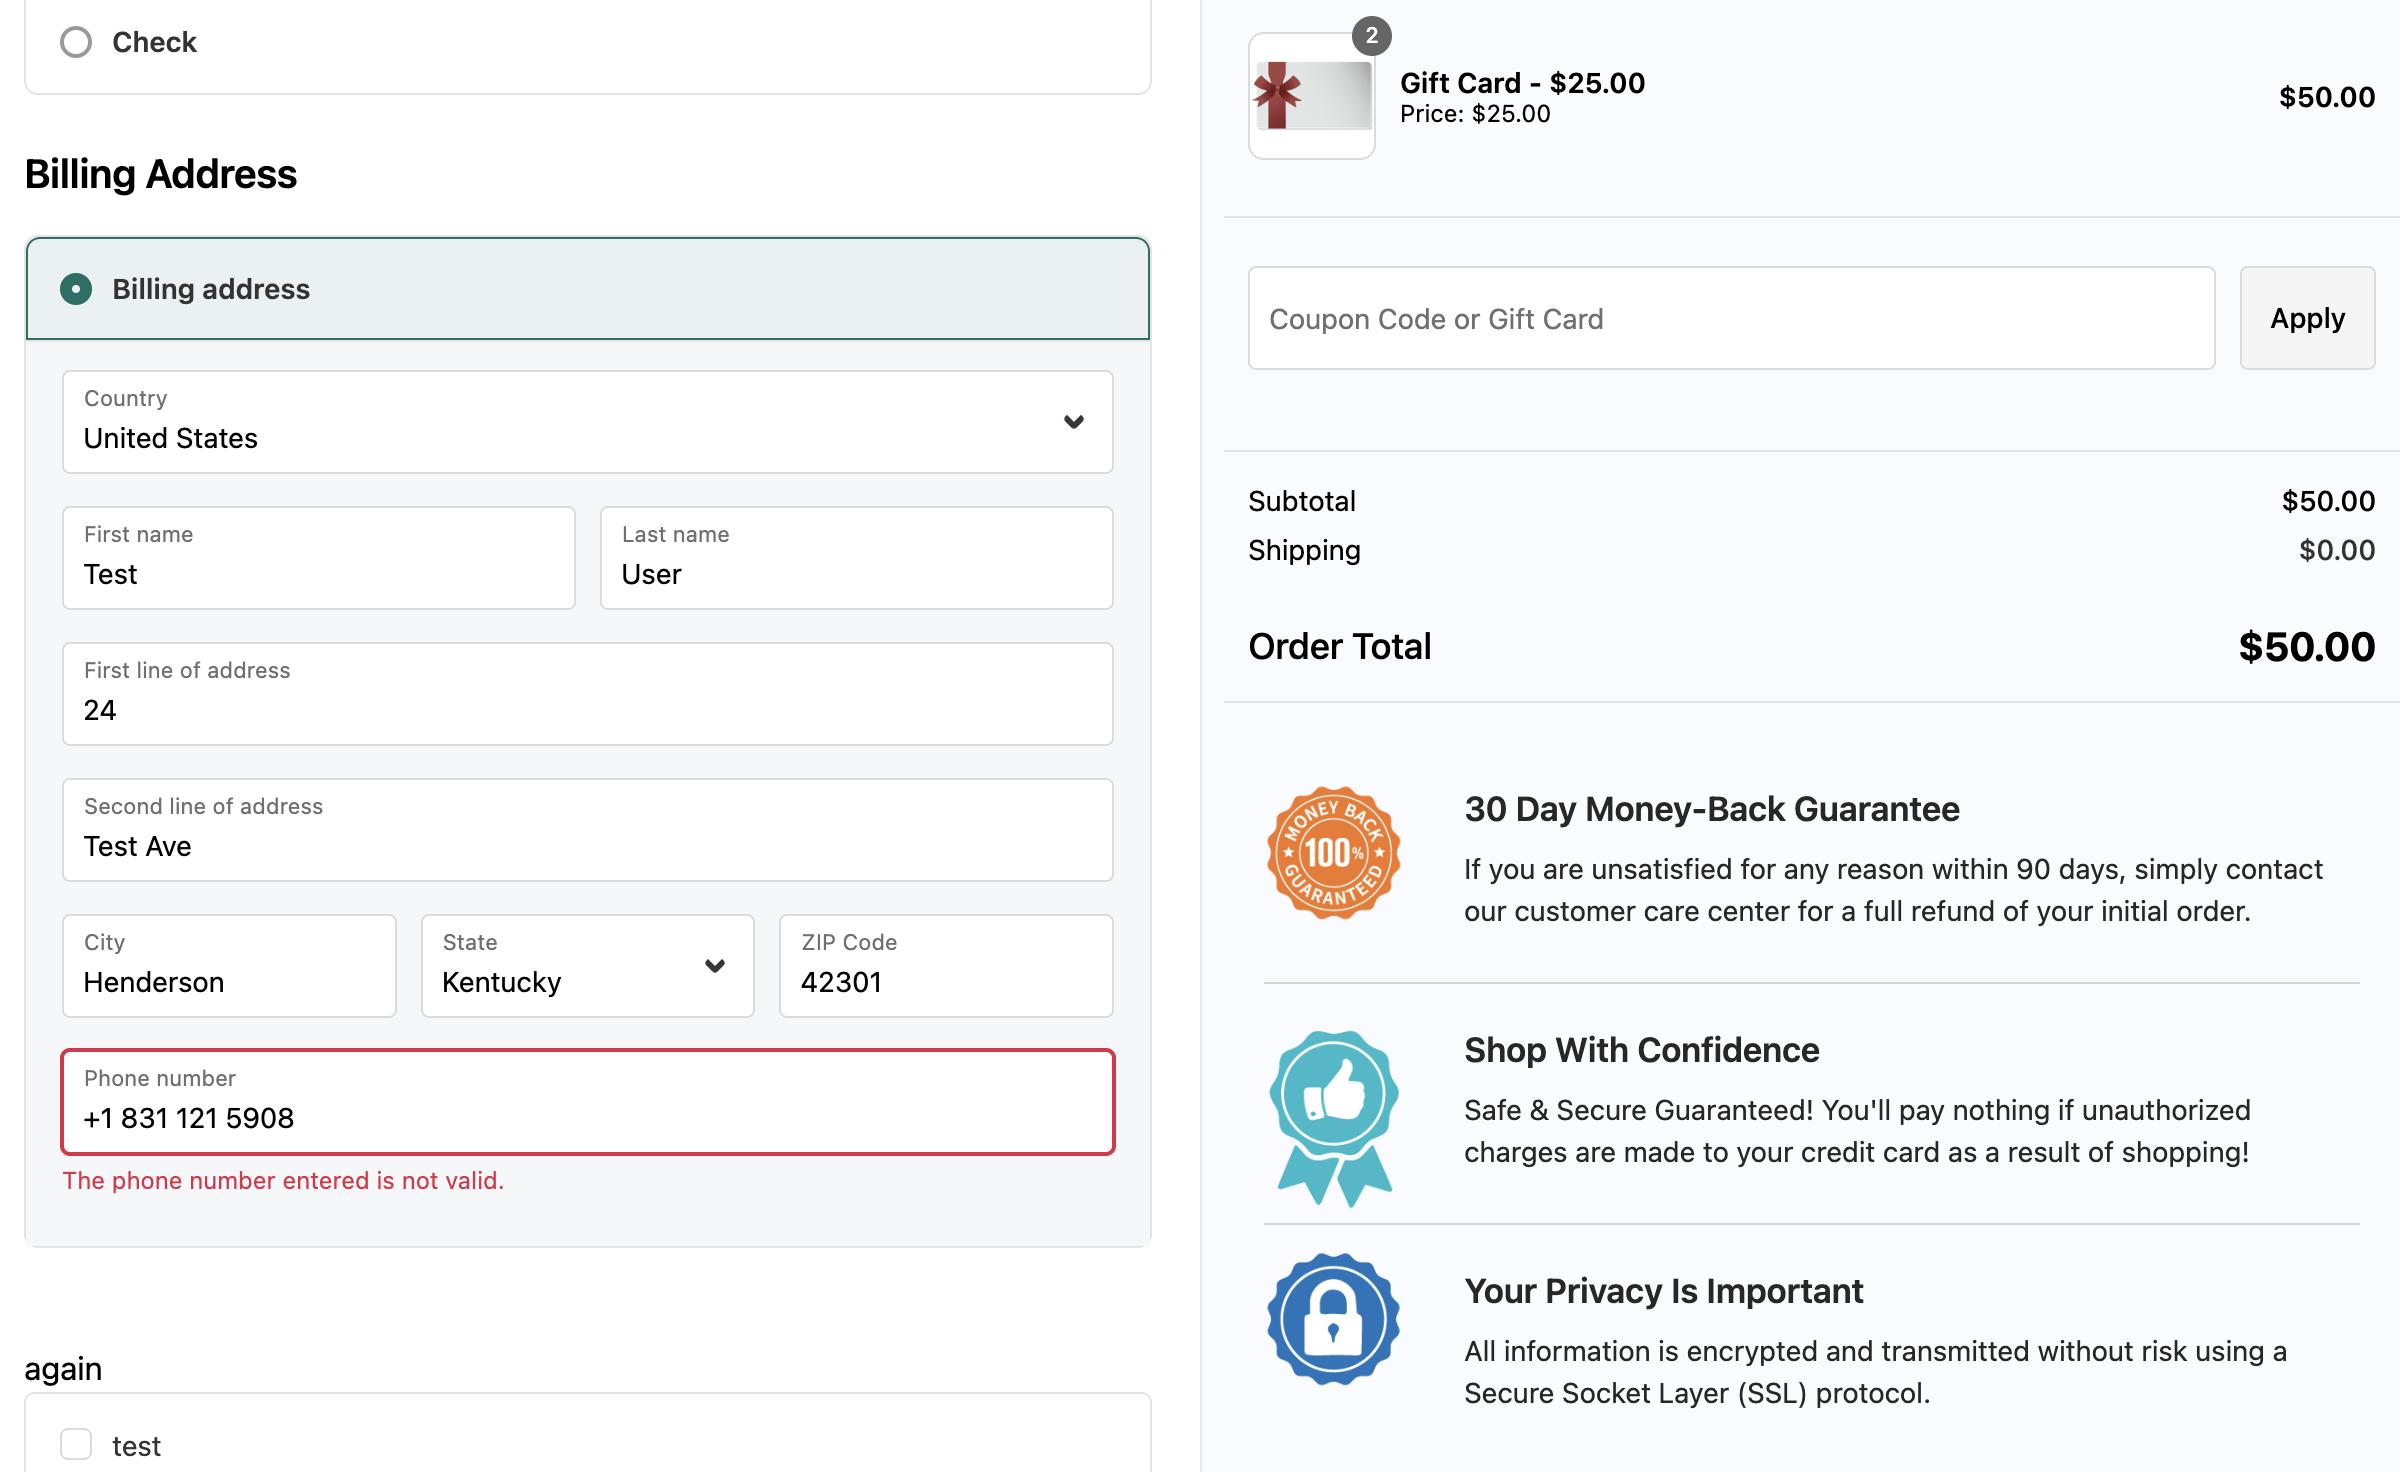 Check
Billing Address
Billing address
Country
United States
First name
Test
Last name
User
First line of address
24
Second line of address
Test Ave
City
Henderson
State
Kentucky
ZIP Code
42301
Phone number
+1 831 121 5908
The phone number entered is not valid.
again
test
2
Gift Card - $25.00
Price: $25.00
$50.00
Coupon Code or Gift Card
Apply
Subtotal
$50.00
Shipping
$0.00
Order Total
$50.00
MONEY BACK
100%
GUARANTEED
30 Day Money-Back Guarantee
If you are unsatisfied for any reason within 90 days, simply contact
our customer care center for a full refund of your initial order.
Shop With Confidence
Safe & Secure Guaranteed! You'll pay nothing if unauthorized
charges are made to your credit card as a result of shopping!
Your Privacy Is Important
All information is encrypted and transmitted without risk using a
Secure Socket Layer (SSL) protocol.